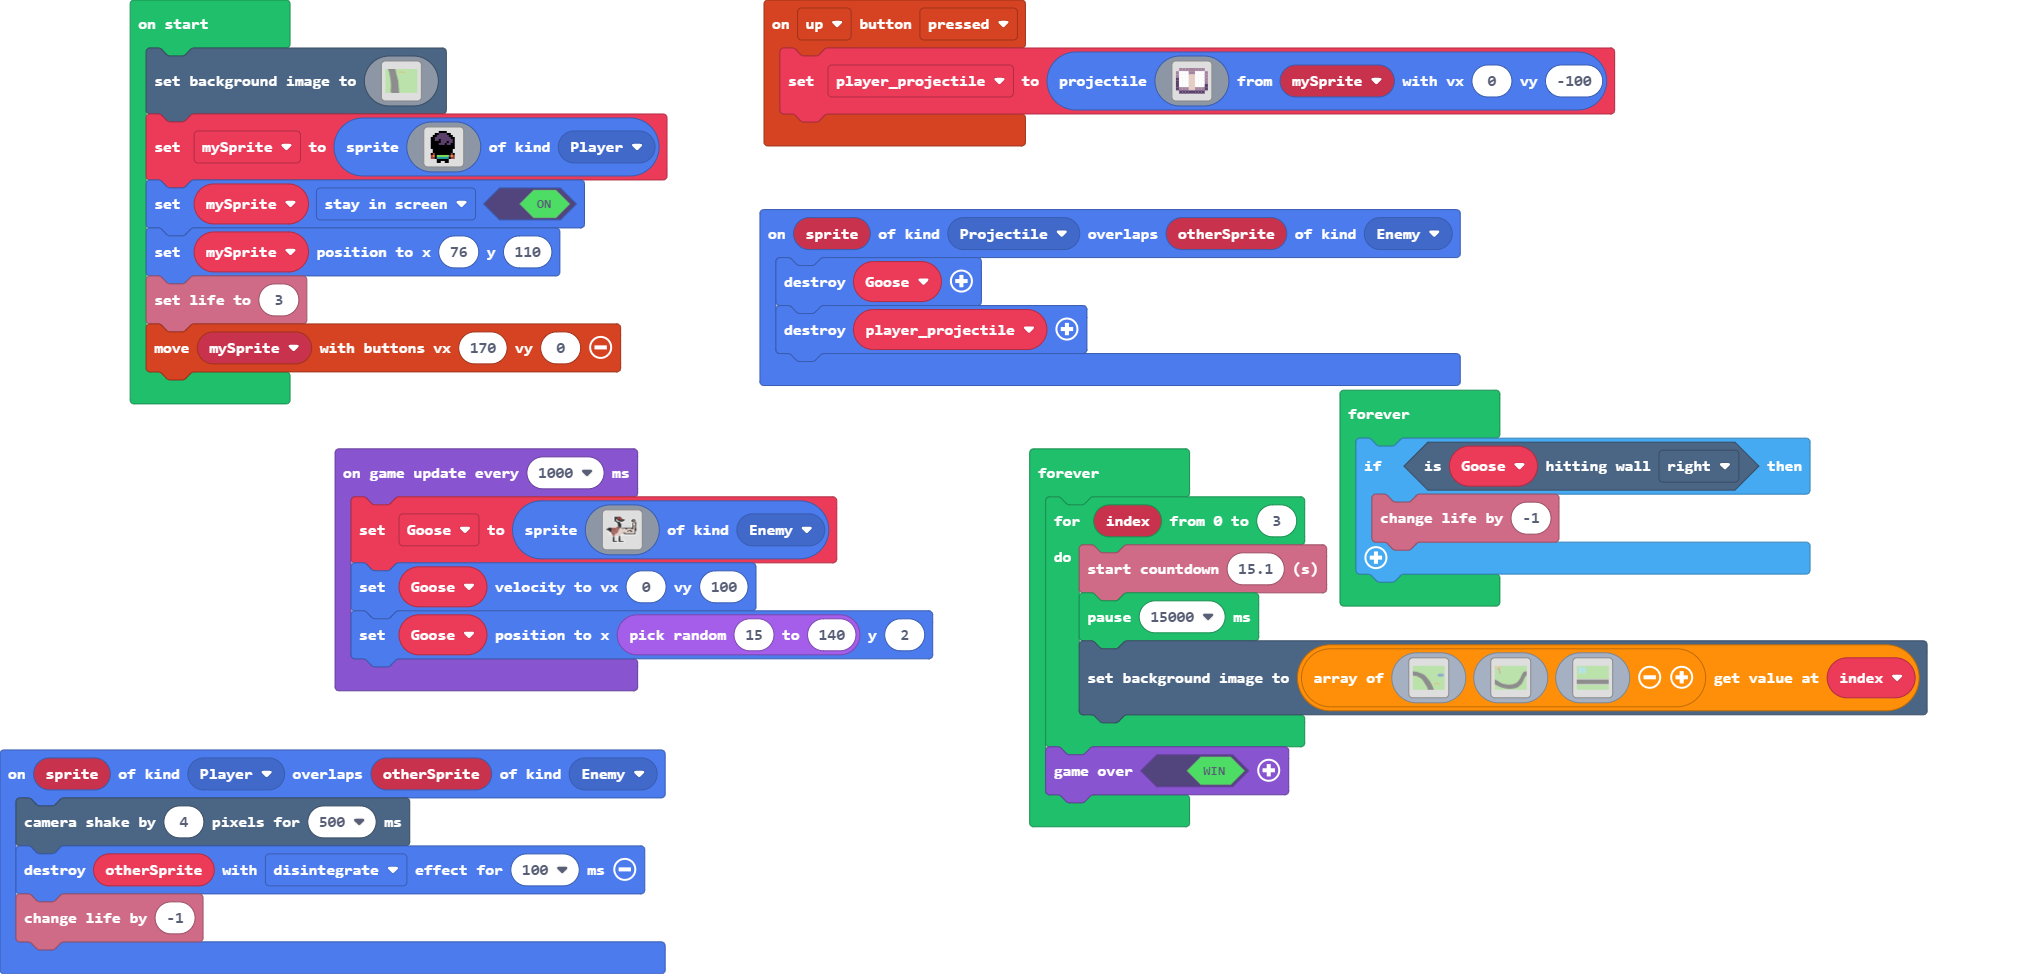 on start
set background image to
set mySprite to sprite of kind Player
set mySprite stay in screen ON
set mySprite position to x 76 y 110
set life to 3
move mySprite with buttons vx 170 vy 0
on up button pressed
set player_projectile to projectile from mySprite with vx 0 vy -100
on sprite of kind Projectile overlaps otherSprite of kind Enemy
destroy Goose
destroy player_projectile
forever
if is Goose hitting wall right then
change life by -1
on game update every 1000 ms
set Goose to sprite of kind Enemy
set Goose velocity to vx 0 vy 100
set Goose position to x pick random 15 to 140 y 2
forever
for index from 0 to 3
do
start countdown 15.1 (s)
pause 15000 ms
set background image to array of get value at index
game over WIN
on sprite of kind Player overlaps otherSprite of kind Enemy
camera shake by 4 pixels for 500 ms
destroy otherSprite with disintegrate effect for 100 ms
change life by -1